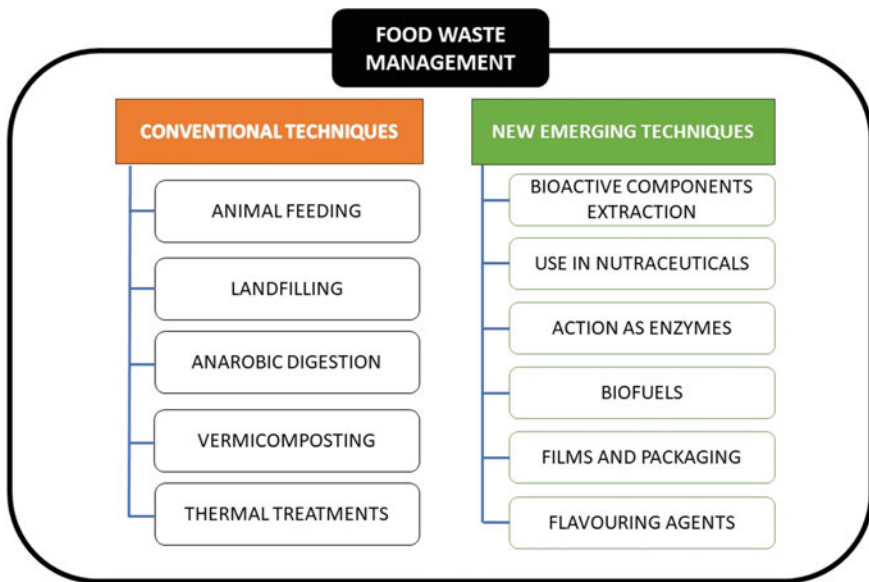 FOOD WASTE
MANAGEMENT
CONVENTIONAL TECHNIQUES
ANIMAL FEEDING
LANDFILLING
ANAROBIC DIGESTION
VERMICOMPOSTING
THERMAL TREATMENTS
NEW EMERGING TECHNIQUES
BIOACTIVE COMPONENTS
EXTRACTION
USE IN NUTRACEUTICALS
ACTION AS ENZYMES
BIOFUELS
FILMS AND PACKAGING
FLAVOURING AGENTS